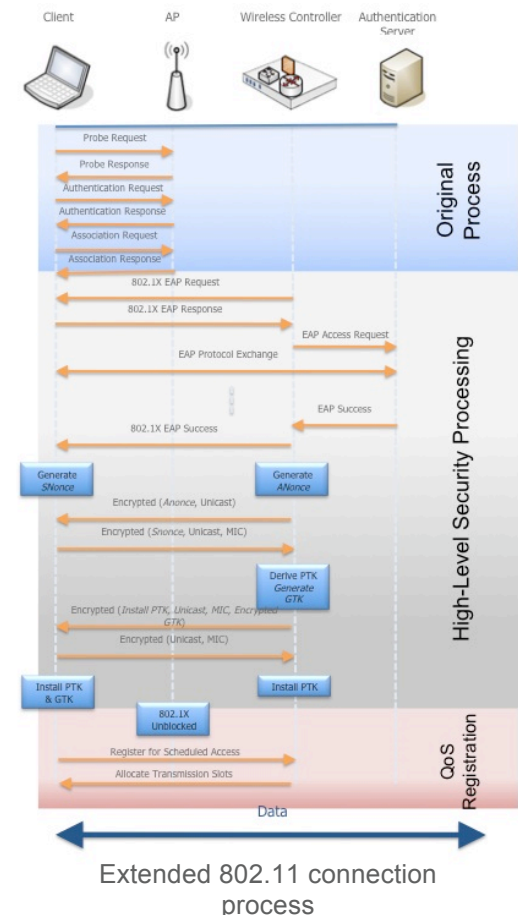 Client
AP
Wireless Controller
Authentication
Server
Probe Request
Probe Response
Authentication Request
Authentication Response
Association Request
Association Response
Original
Process
802.1X EAP Request
802.1X EAP Response
EAP Access Request
EAP Protocol Exchange
EAP Success
802.1X EAP Success
Generate
SNonce
Generate
ANonce
Encrypted (Anonce, Unicast)
Encrypted (Snonce, Unicast, MIC)
Derive PTK
Generate
GTK
Encrypted (Install PTK, Unicast, MIC, Encrypted
GTK)
Encrypted (Unicast, MIC)
Install PTK
& GTK
Install PTK
High-Level Security Processing
802.1X
Unblocked
Register for Scheduled Access
Allocate Transmission Slots
QoS
Registration
Data
Extended 802.11 connection
process